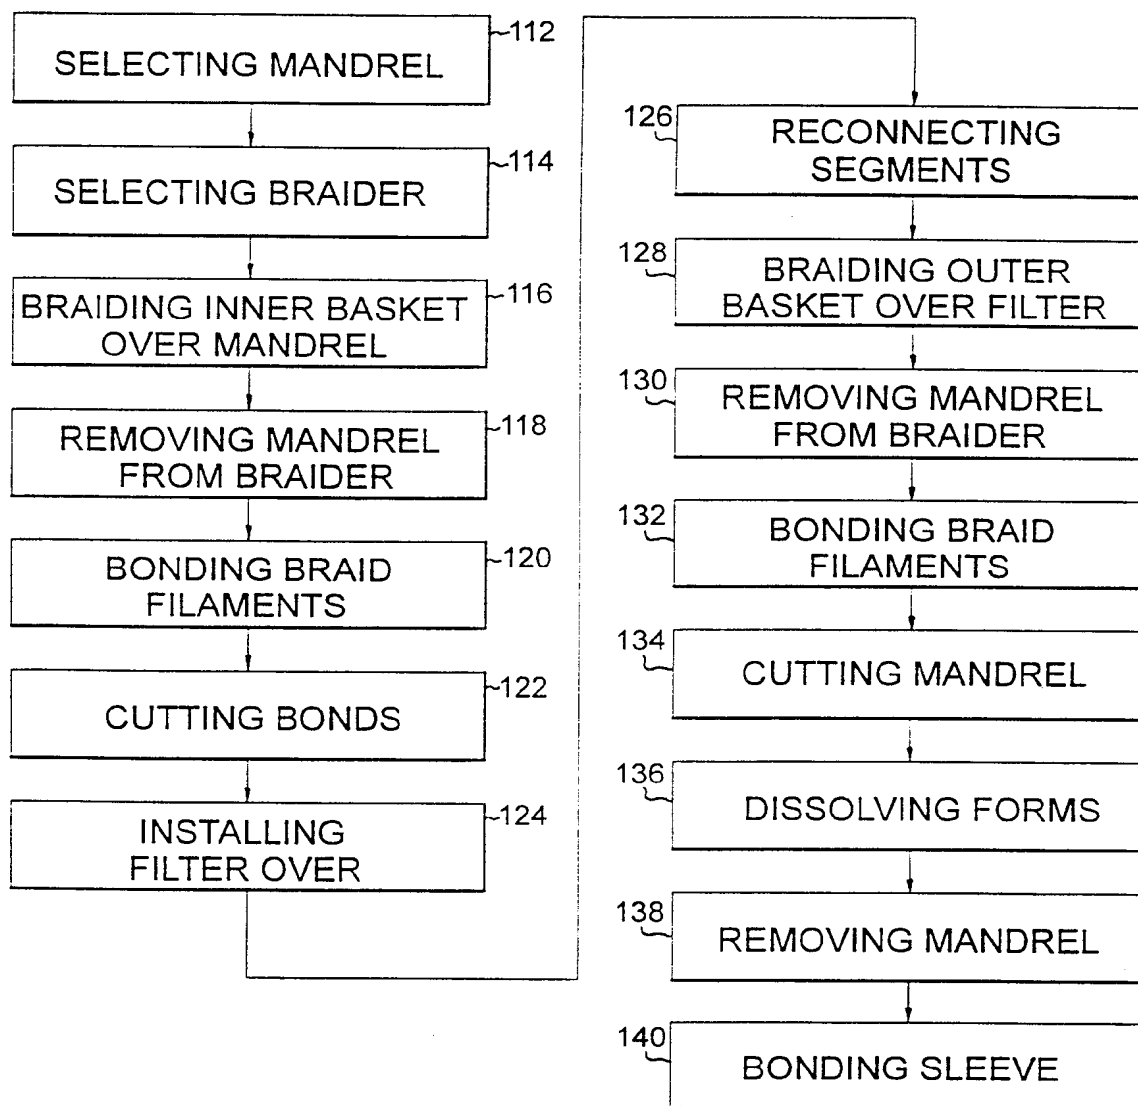 112
SELECTING MANDREL
114
SELECTING BRAIDER
116
BRAIDING INNER BASKET
OVER MANDREL
118
REMOVING MANDREL
FROM BRAIDER
120
BONDING BRAID
FILAMENTS
122
CUTTING BONDS
124
INSTALLING
FILTER OVER
126
RECONNECTING
SEGMENTS
128
BRAIDING OUTER
BASKET OVER FILTER
130
REMOVING MANDREL
FROM BRAIDER
132
BONDING BRAID
FILAMENTS
134
CUTTING MANDREL
136
DISSOLVING FORMS
138
REMOVING MANDREL
140
BONDING SLEEVE